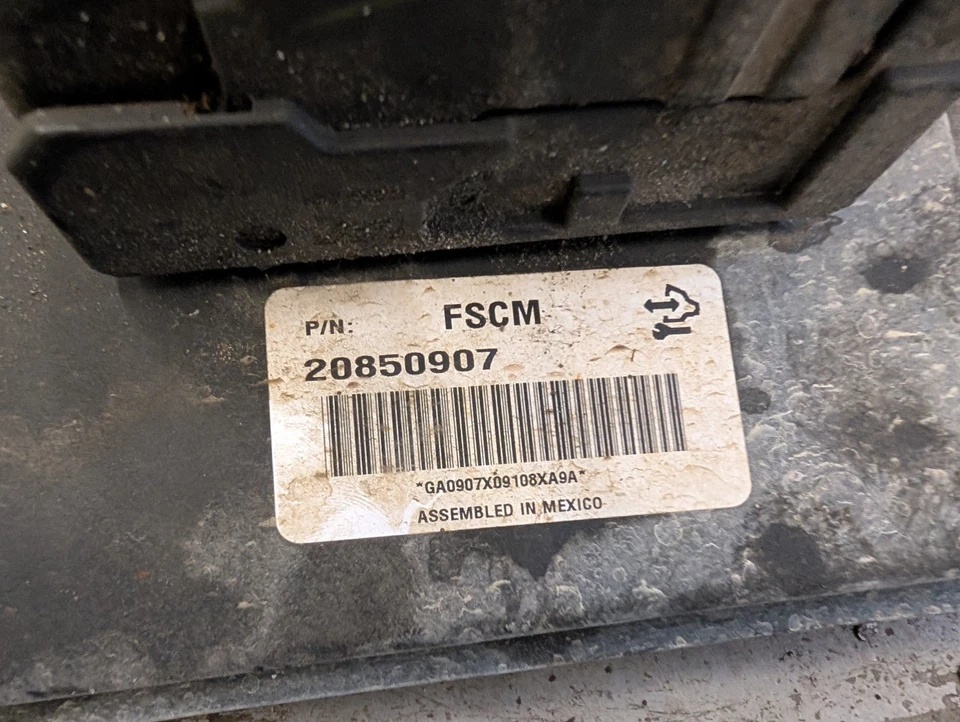 P/N: FSCM
20850907
*GA0907X09108XA9A*
ASSEMBLED IN MEXICO